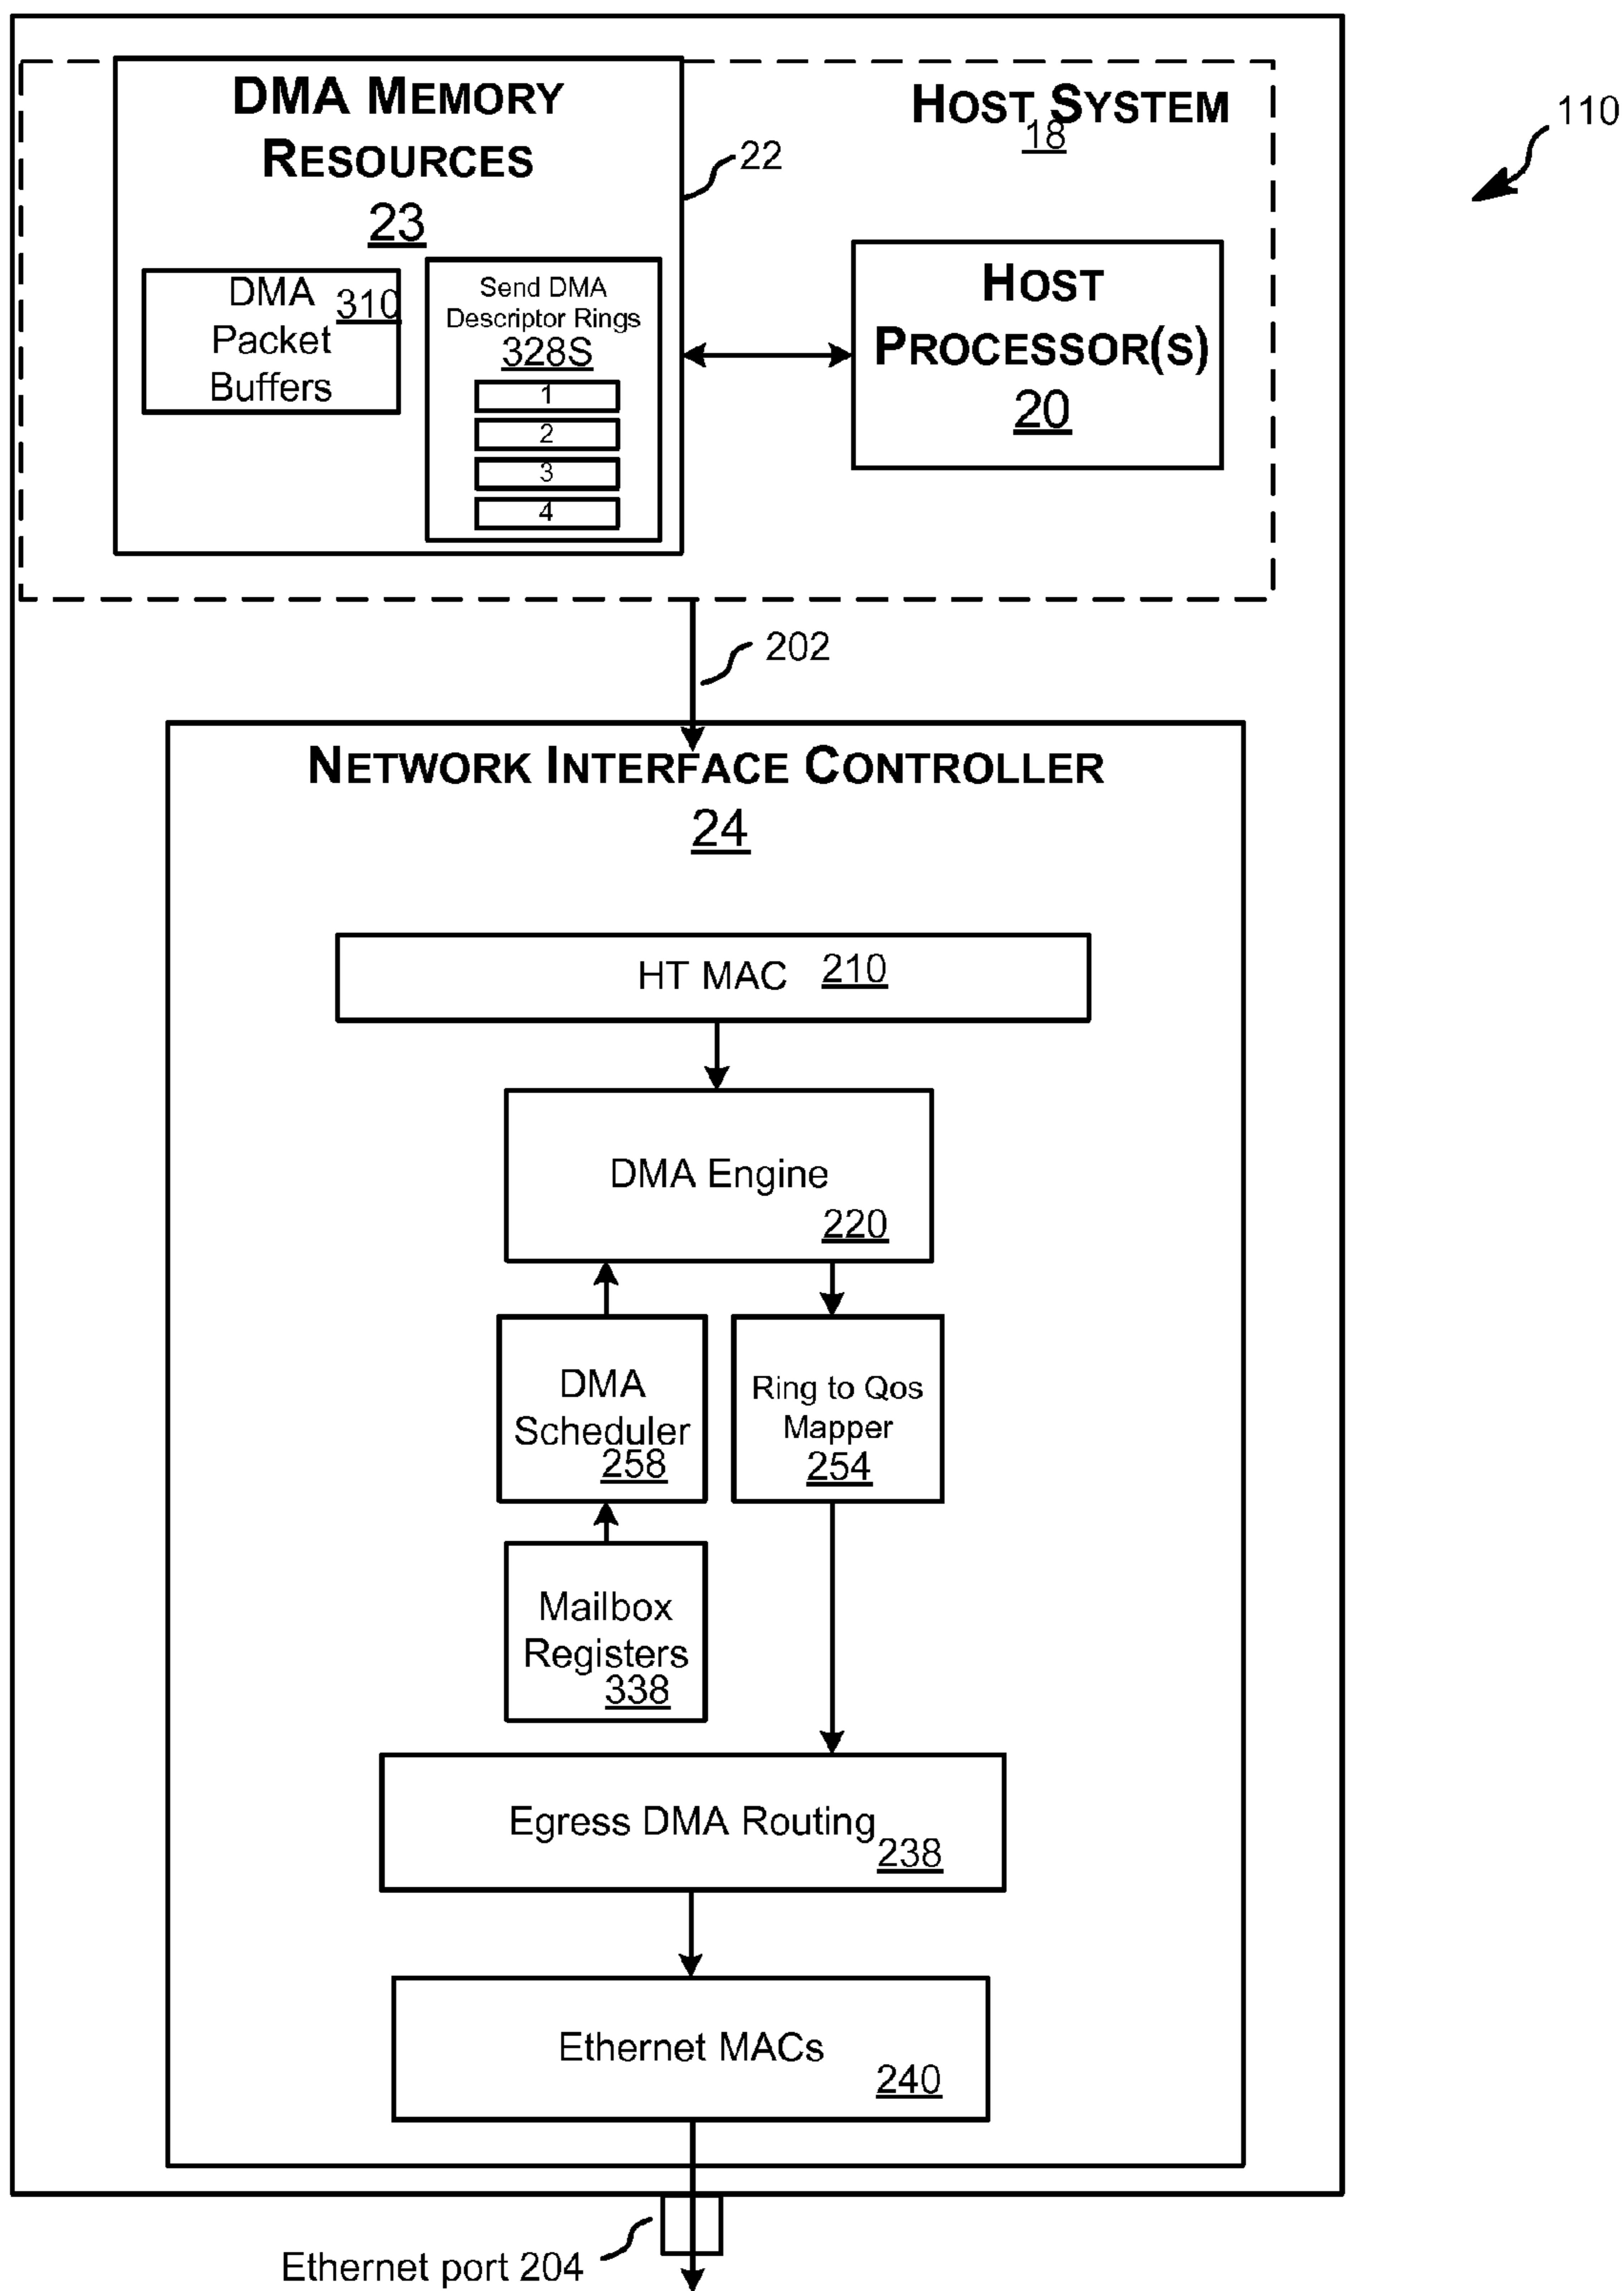 DMA MEMORY
RESOURCES
23
HOST SYSTEM
18
110
22
DMA 310
Packet
Buffers
Send DMA
Descriptor Rings
328S
1
2
3
4
HOST
PROCESSOR(S)
20
202
NETWORK INTERFACE CONTROLLER
24
HT MAC 210
DMA Engine
220
DMA
Scheduler
258
Ring to Qos
Mapper
254
Mailbox
Registers
338
Egress DMA Routing
238
Ethernet MACs
240
Ethernet port 204